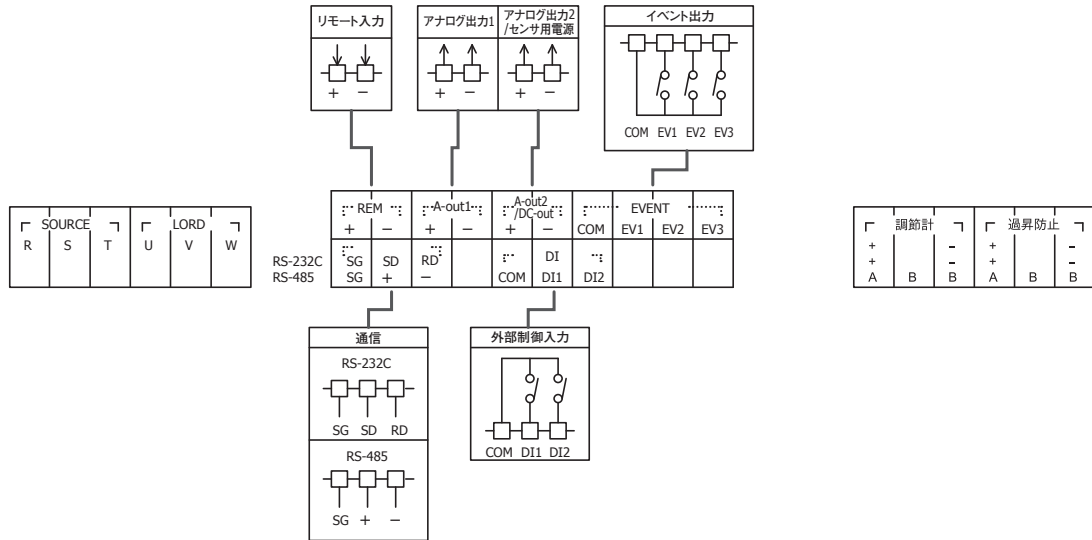 リモート入力
+ −
アナログ出力1
+ −
アナログ出力2
/センサ用電源
+ −
イベント出力
COM EV1 EV2 EV3
SOURCE LORD
R S T U V W
REM A-out1 A-out2
/DC-out EVENT
+ − + − + − COM EV1 EV2 EV3
RS-232C SG SD RD DI
RS-485 SG + − COM DI1 DI2
調節計 過昇防止
+ − + −
+ − + −
A B B A B B
通信
RS-232C
SG SD RD
RS-485
SG + −
外部制御入力
COM DI1 DI2